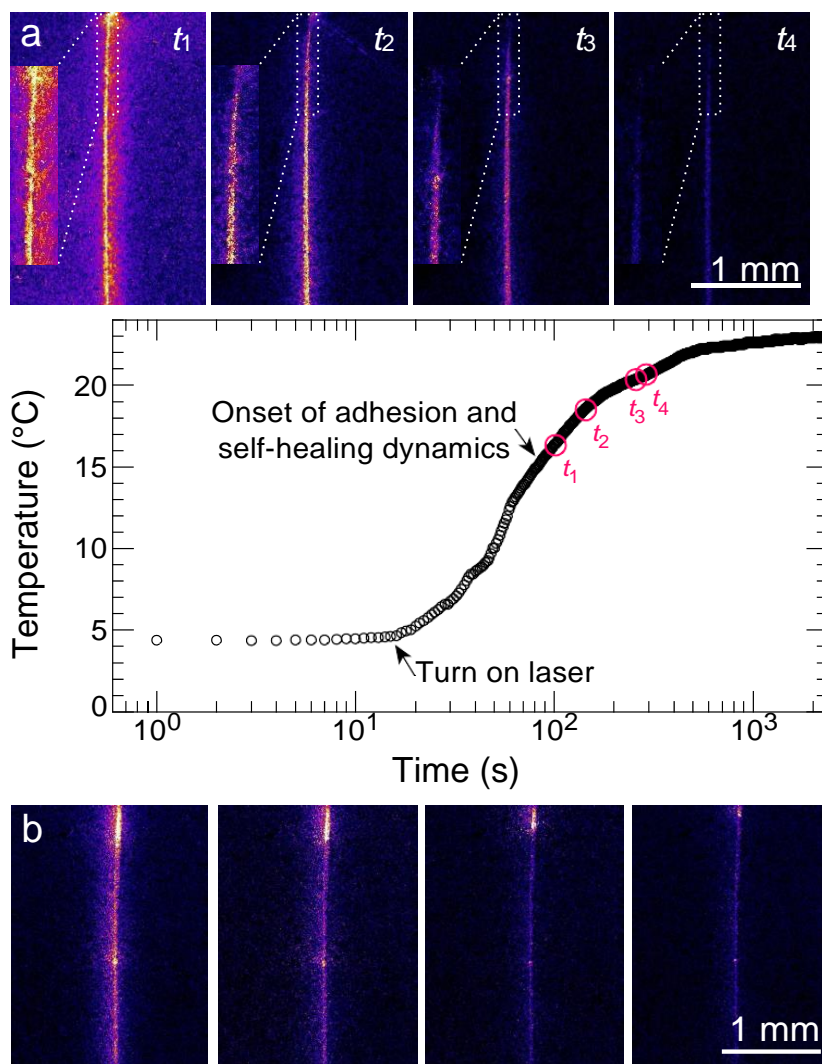 a
t1
t2
t3
t4
1 mm
Temperature (°C)
20
15
10
5
0
Onset of adhesion and
self-healing dynamics
t1
t2
t3
t4
Turn on laser
10^0
10^1
10^2
10^3
Time (s)
b
1 mm